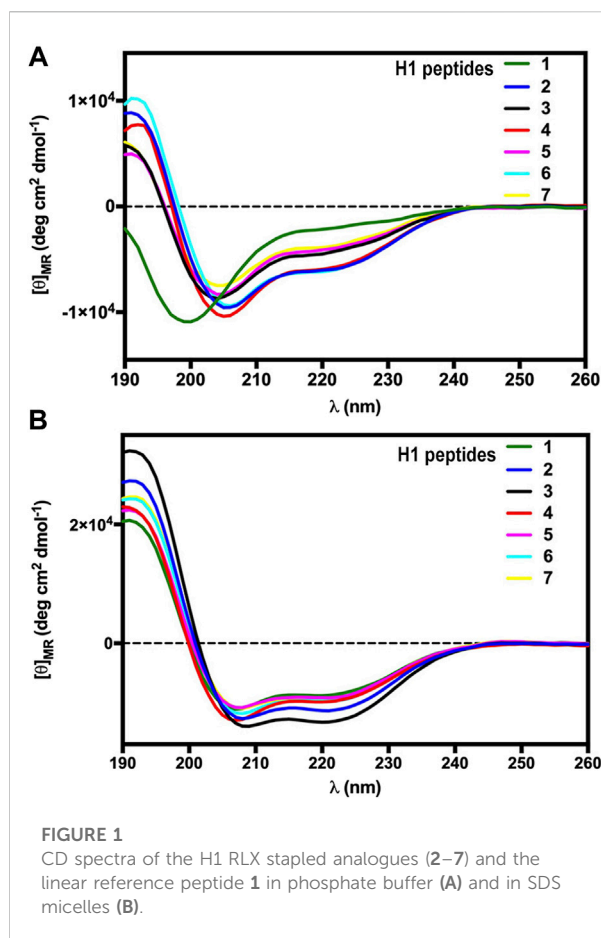 A
H1 peptides
1
2
3
4
5
6
7
1×10⁴
0
-1×10⁴
[θ]MR (deg cm2 dmol-1)
190 200 210 220 230 240 250 260
λ (nm)
B
H1 peptides
1
2
3
4
5
6
7
2×10⁴
0
[θ]MR (deg cm2 dmol-1)
190 200 210 220 230 240 250 260
λ (nm)
FIGURE 1
CD spectra of the H1 RLX stapled analogues (2–7) and the
linear reference peptide 1 in phosphate buffer (A) and in SDS
micelles (B).